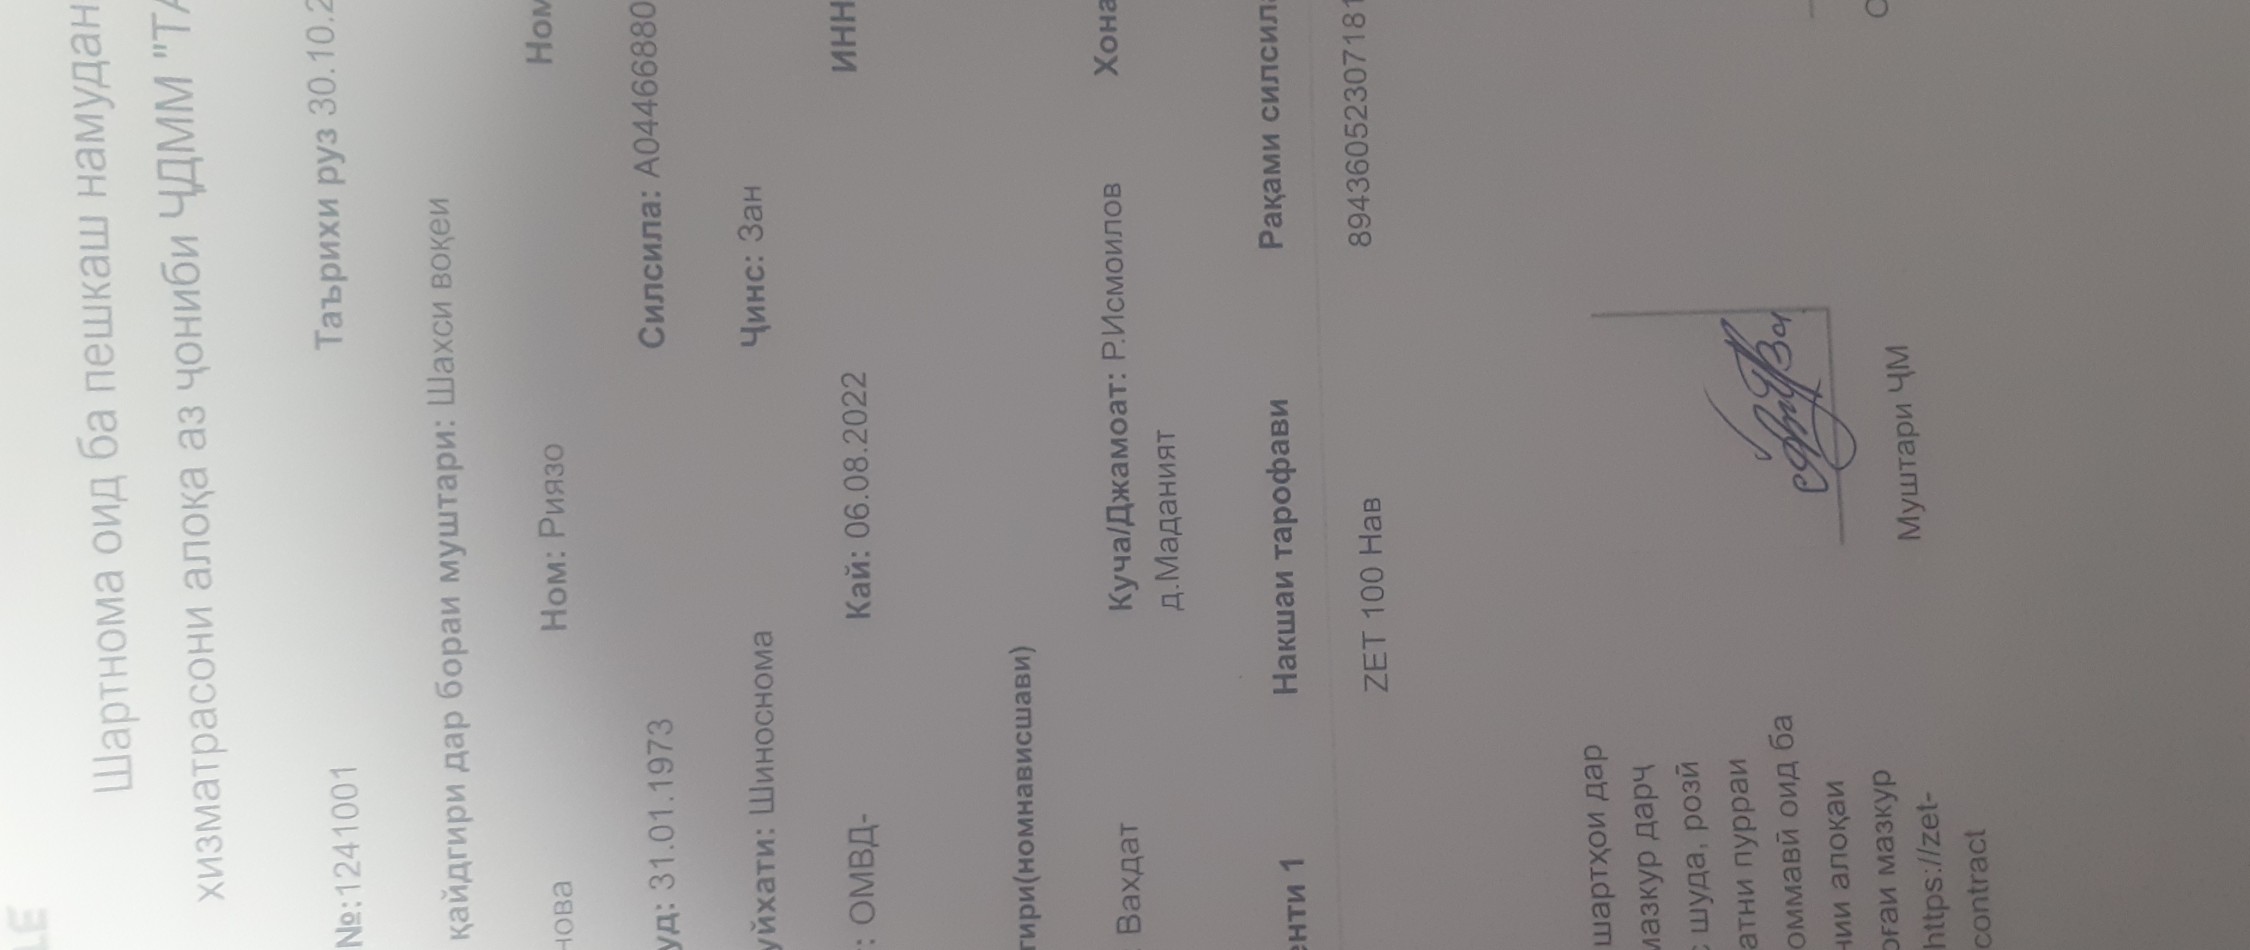 LE
Шартнома оид ба пешкаш намудан
хизматрасони алоқа аз ҷониби ҶДММ "ТА
№:1241001 Таърихи руз 30.10.2
қайдгири дар бораи муштари: Шахси воқеи
нова Ном: Риязо Ном
уд: 31.01.1973 Силсила: А04466880
уйхати: Шиноснома Ҷинс: Зан
: ОМВД- Кай: 06.08.2022 ИНН
гири(номнависшави)
Вахдат Куча/Джамоат: Р.Исмоилов Хона
д.Маданият
енти 1 Накшаи тарофави Рақами силсила
ZET 100 Нав 89436052307181
шартҳои дар
мазкур дарҷ
шуда, розӣ
атни пурраи
оммавӣ оид ба
нии алоқаи
рғаи мазкур
https://zet-
contract
Муштари ҶМ